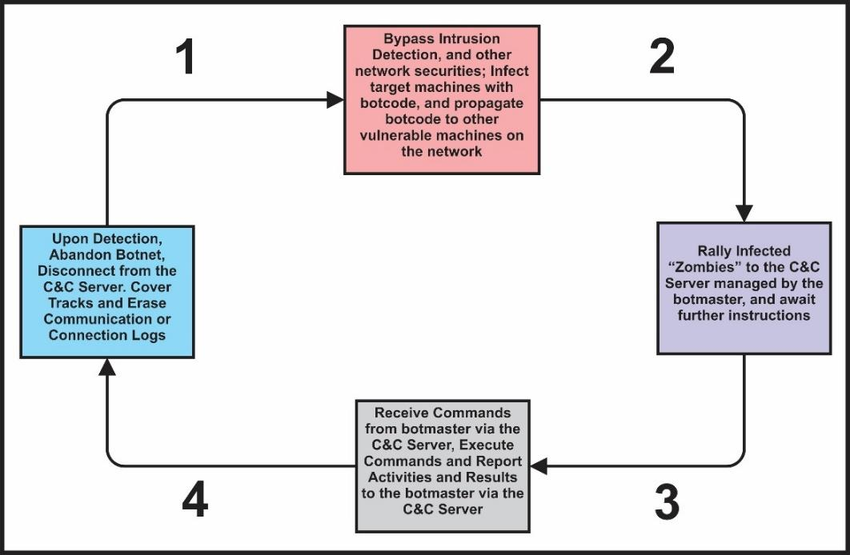 1
Bypass Intrusion
Detection, and other
network securities; Infect
target machines with
botcode, and propagate
botcode to other
vulnerable machines on
the network
2
Rally Infected
“Zombies” to the C&C
Server managed by the
botmaster, and await
further instructions
3
Receive Commands
from botmaster via the
C&C Server, Execute
Commands and Report
Activities and Results
to the botmaster via the
C&C Server
4
Upon Detection,
Abandon Botnet,
Disconnect from the
C&C Server. Cover
Tracks and Erase
Communication or
Connection Logs